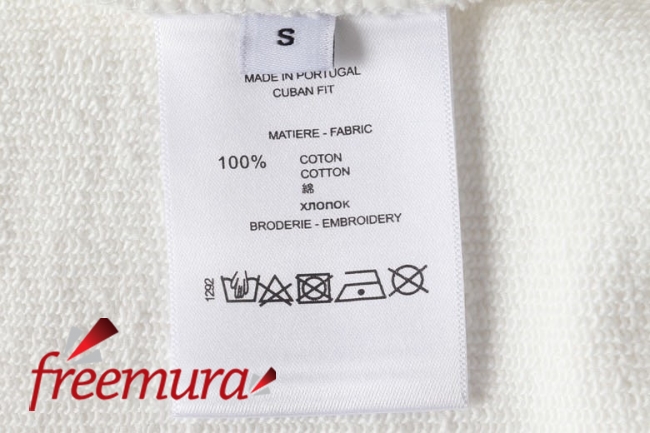 S
MADE IN PORTUGAL
CUBAN FIT
MATIERE - FABRIC
100% COTON
COTTON
綿
хлопок
BRODERIE - EMBROIDERY
1292
freemura